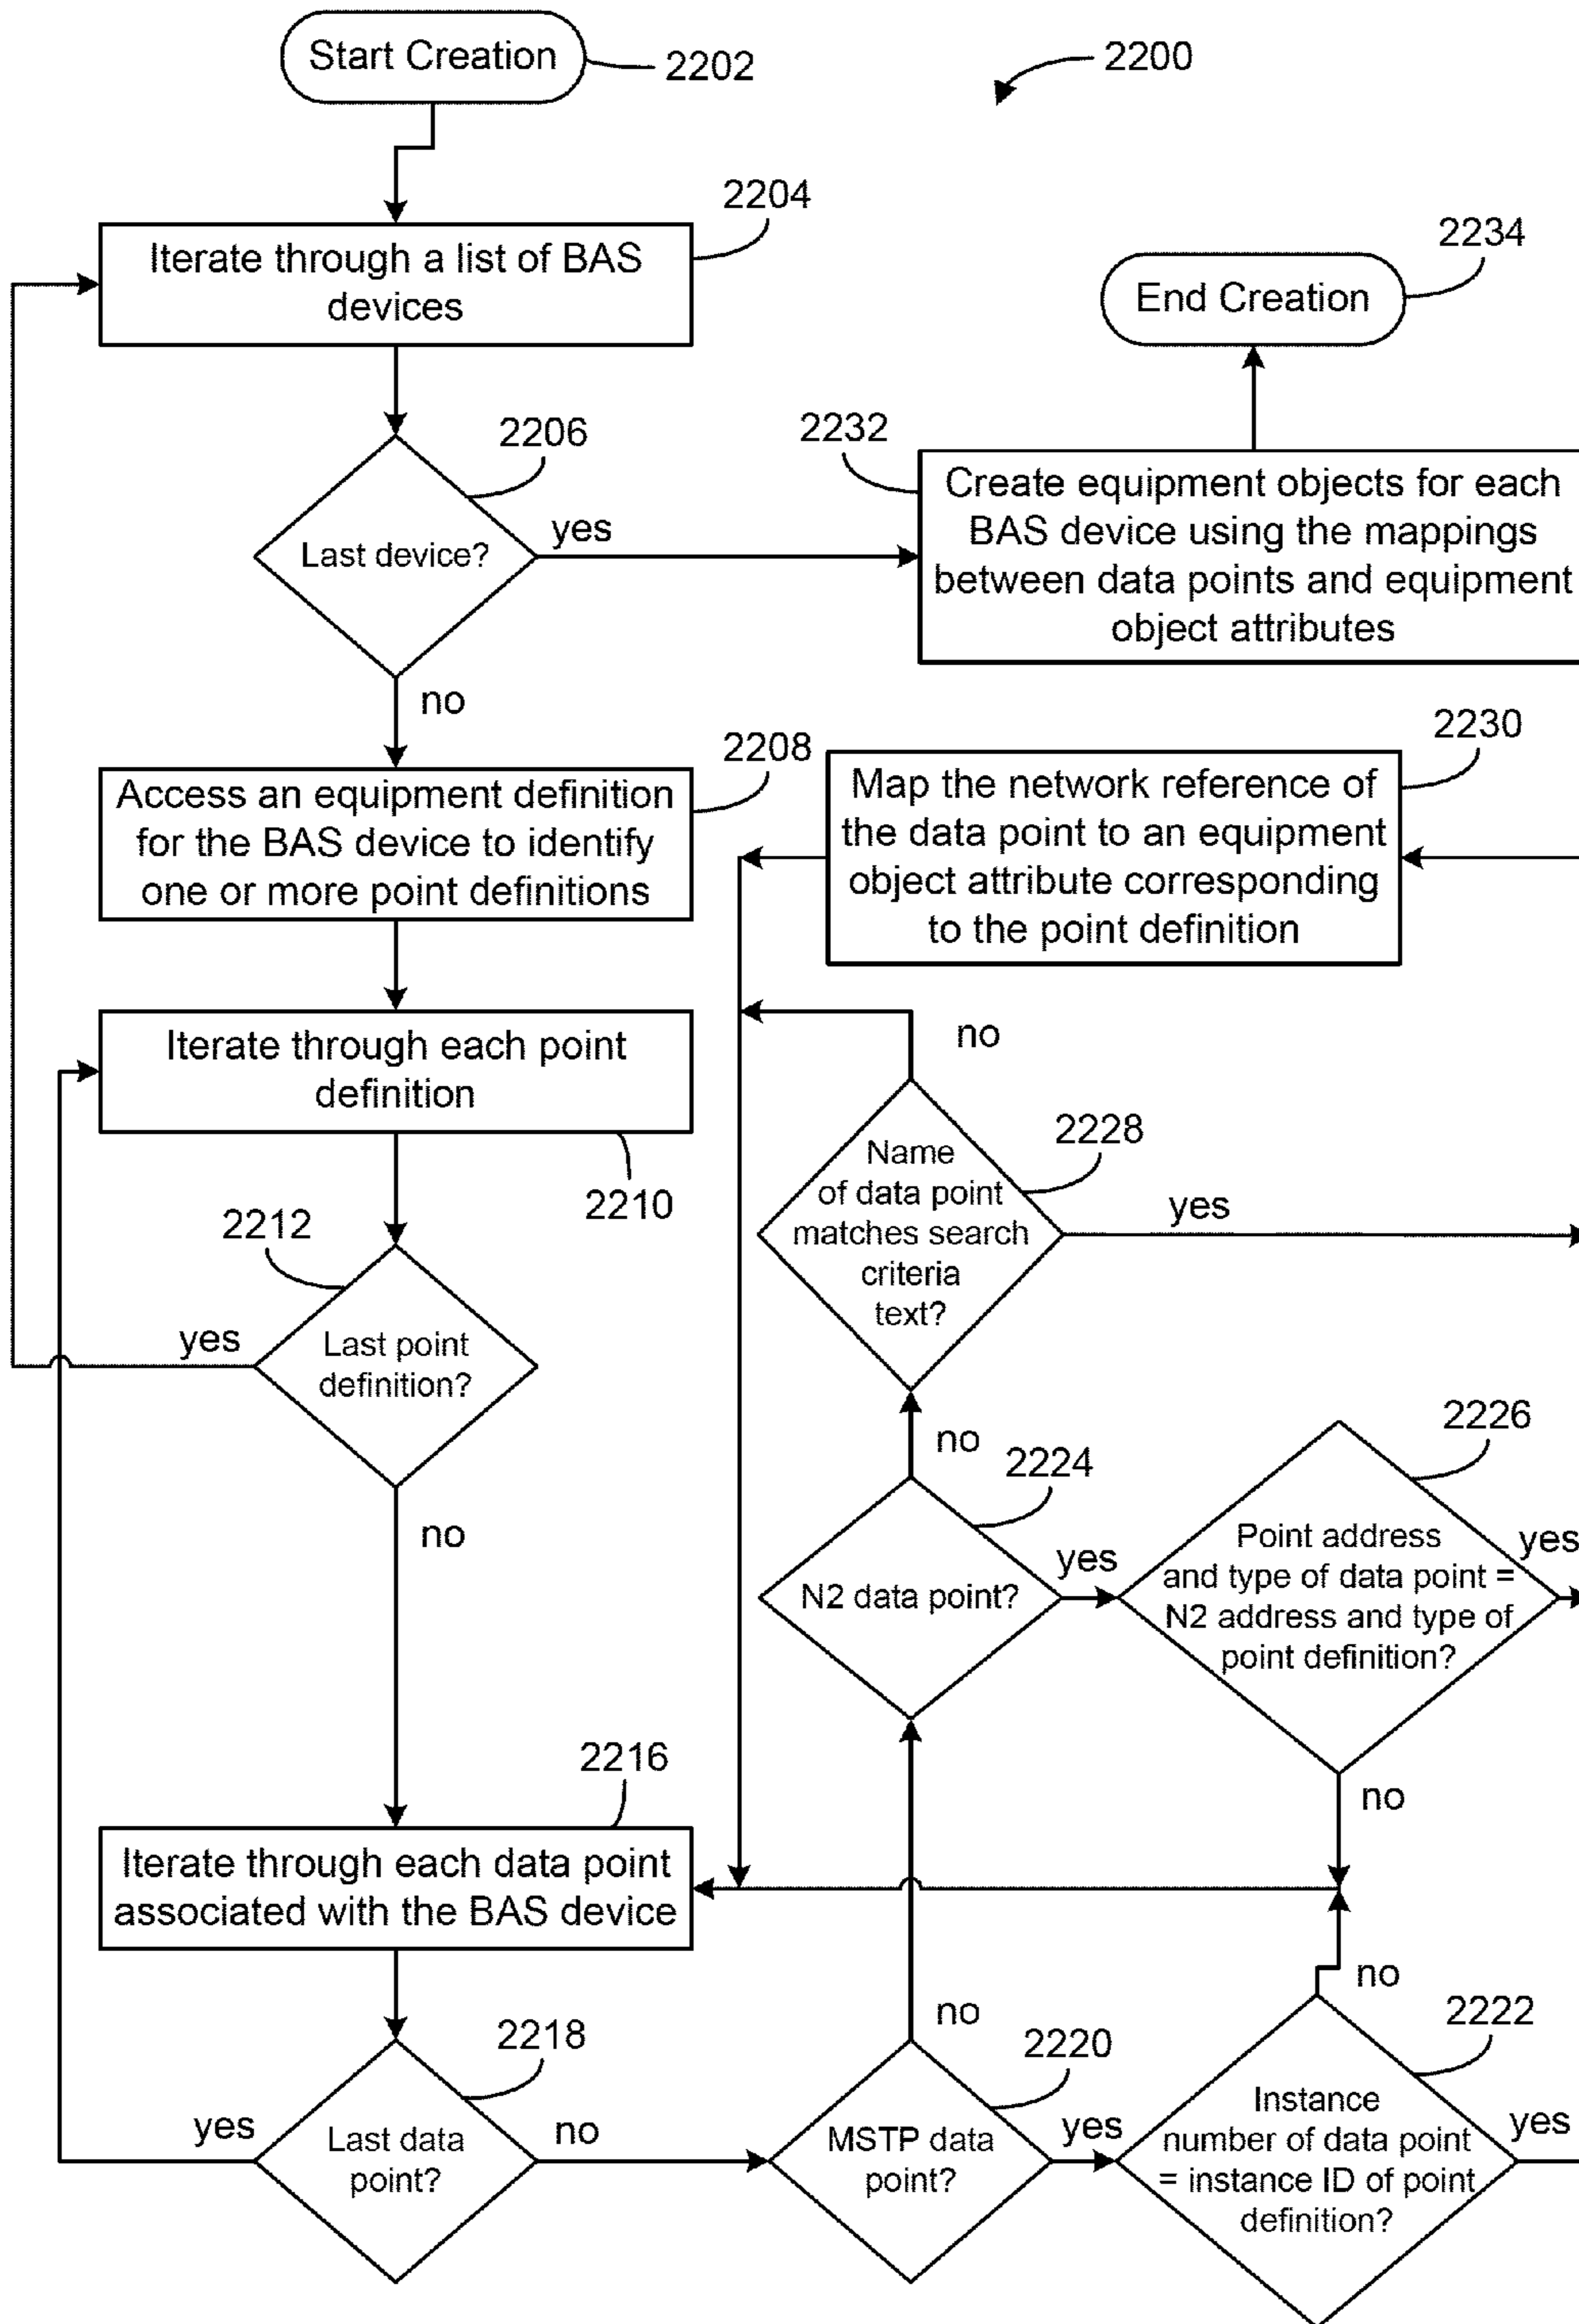 Start Creation
2202
2200
2204
Iterate through a list of BAS
devices
2234
End Creation
2206
Last device?
yes
no
2232
Create equipment objects for each
BAS device using the mappings
between data points and equipment
object attributes
2208
Access an equipment definition
for the BAS device to identify
one or more point definitions
2230
Map the network reference of
the data point to an equipment
object attribute corresponding
to the point definition
Iterate through each point
definition
2210
no
2228
Name
of data point
matches search
criteria
text?
yes
2212
yes
Last point
definition?
no
no
2224
N2 data point?
yes
2226
Point address
and type of data point =
N2 address and type of
point definition?
yes
no
2216
Iterate through each data point
associated with the BAS device
2218
yes
Last data
point?
no
no
2220
MSTP data
point?
yes
no
2222
Instance
number of data point
= instance ID of point
definition?
yes